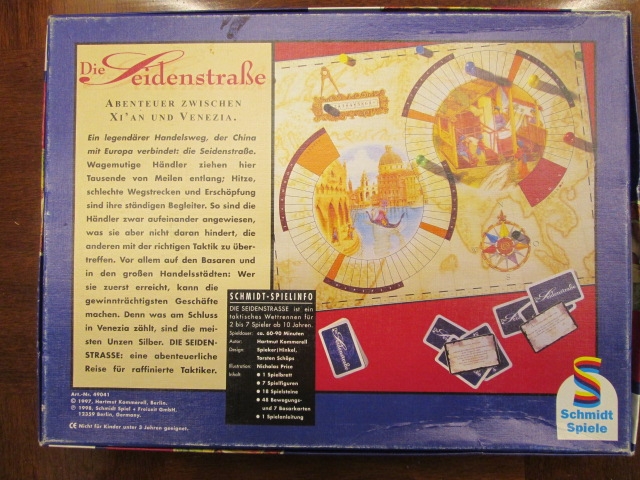 Die Seidenstraße
ABENTEUER ZWISCHEN
XI'AN UND VENEZIA.
Ein legendärer Handelsweg, der China
mit Europa verbindet: die Seidenstraße.
Wagemutige Händler ziehen hier
Tausende von Meilen entlang; Hitze,
schlechte Wegstrecken und Erschöpfung
sind ihre ständigen Begleiter. So sind die
Händler zwar aufeinander angewiesen,
was sie aber nicht daran hindert, die
anderen mit der richtigen Taktik zu über-
treffen. Vor allem auf den Basaren und
in den großen Handelsstädten: Wer
sie zuerst erreicht, kann die
gewinnträchtigsten Geschäfte
machen. Denn was am Schluss
in Venezia zählt, sind die mei-
sten Unzen Silber. DIE SEIDEN-
STRASSE: eine abenteuerliche
Reise für raffinierte Taktiker.
Art.-Nr. 49041
© 1997, Hartmut Kommerell, Berlin.
© 1998, Schmidt Spiel + Freizeit GmbH,
12359 Berlin, Germany.
CE Nicht für Kinder unter 3 Jahren geeignet.
SCHMIDT-SPIELINFO
DIE SEIDENSTRASSE ist ein
taktisches Wettrennen für
2 bis 7 Spieler ab 10 Jahren.
Spieldauer: ca. 60-90 Minuten
Autor: Hartmut Kommerell
Design: Spieker/Hinkel,
Torsten Schöps
Illustration: Nicholas Price
Inhalt: • 1 Spielbrett
• 7 Spielfiguren
• 18 Spielsteine
• 48 Bewegungs-
und 7 Basarkarten
• 1 Spielanleitung
Seidenstraße
Seidenstraße
Schmidt
Spiele